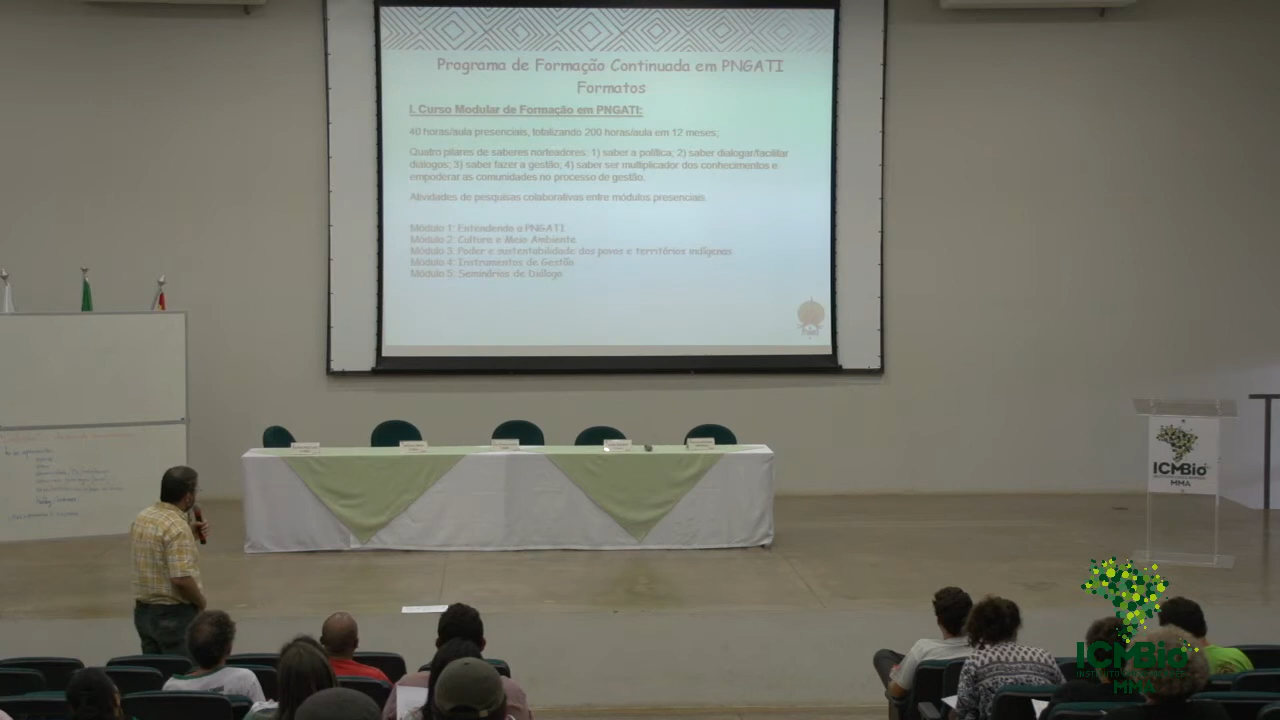 Programa de Formação Continuada em PNGATI
Formatos
I. Curso Modular de Formação em PNGATI:
40 horas/aula presenciais, totalizando 200 horas/aula em 12 meses;
Quatro pilares de saberes norteadores: 1) saber a política; 2) saber dialogar/facilitar
diálogos; 3) saber fazer a gestão; 4) saber ser multiplicador dos conhecimentos e
empoderar as comunidades no processo de gestão.
Atividades de pesquisas colaborativas entre módulos presenciais.
Módulo 1: Entendendo a PNGATI
Módulo 2: Cultura e Meio Ambiente
Módulo 3: Poder e sustentabilidade dos povos e territórios indígenas
Módulo 4: Instrumentos de Gestão
Módulo 5: Seminários de Diálogo
ICMBio
MMA
ICMBio
MMA